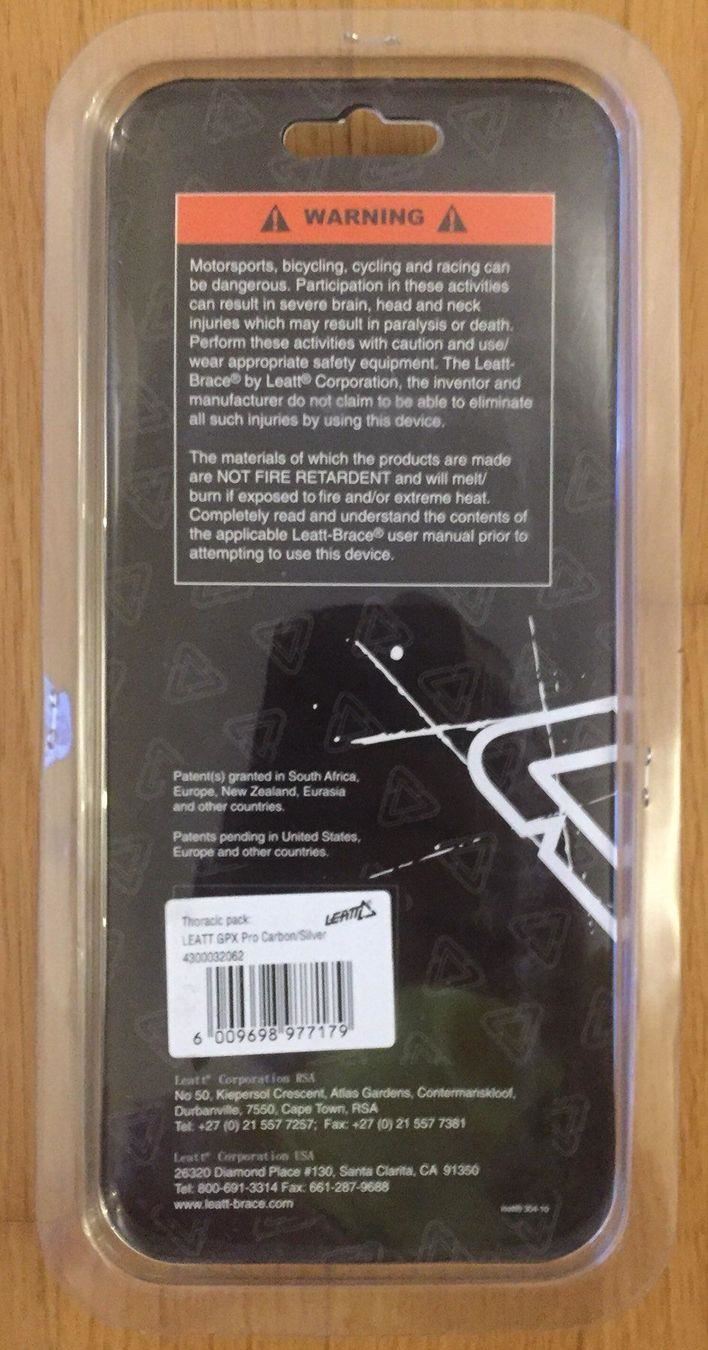 WARNING
Motorsports, bicycling, cycling and racing can
be dangerous. Participation in these activities
can result in severe brain, head and neck
injuries which may result in paralysis or death.
Perform these activities with caution and use/
wear appropriate safety equipment. The Leatt-
Brace® by Leatt® Corporation, the inventor and
manufacturer do not claim to be able to eliminate
all such injuries by using this device.
The materials of which the products are made
are NOT FIRE RETARDENT and will melt/
burn if exposed to fire and/or extreme heat.
Completely read and understand the contents of
the applicable Leatt-Brace® user manual prior to
attempting to use this device.
Patent(s) granted in South Africa,
Europe, New Zealand, Eurasia
and other countries.
Patents pending in United States,
Europe and other countries.
Thoracic pack:
LEATT
LEATT GPX Pro Carbon/Silver
4300032062
6 009698 977179
Leatt® Corporation RSA
No 50, Kiepersol Crescent, Atlas Gardens, Contermanskloof,
Durbanville, 7550, Cape Town, RSA
Tel: +27 (0) 21 557 7257; Fax: +27 (0) 21 557 7381
Leatt® Corporation USA
26320 Diamond Place #130, Santa Clarita, CA 91350
Tel: 800-691-3314 Fax: 661-287-9688
www.leatt-brace.com